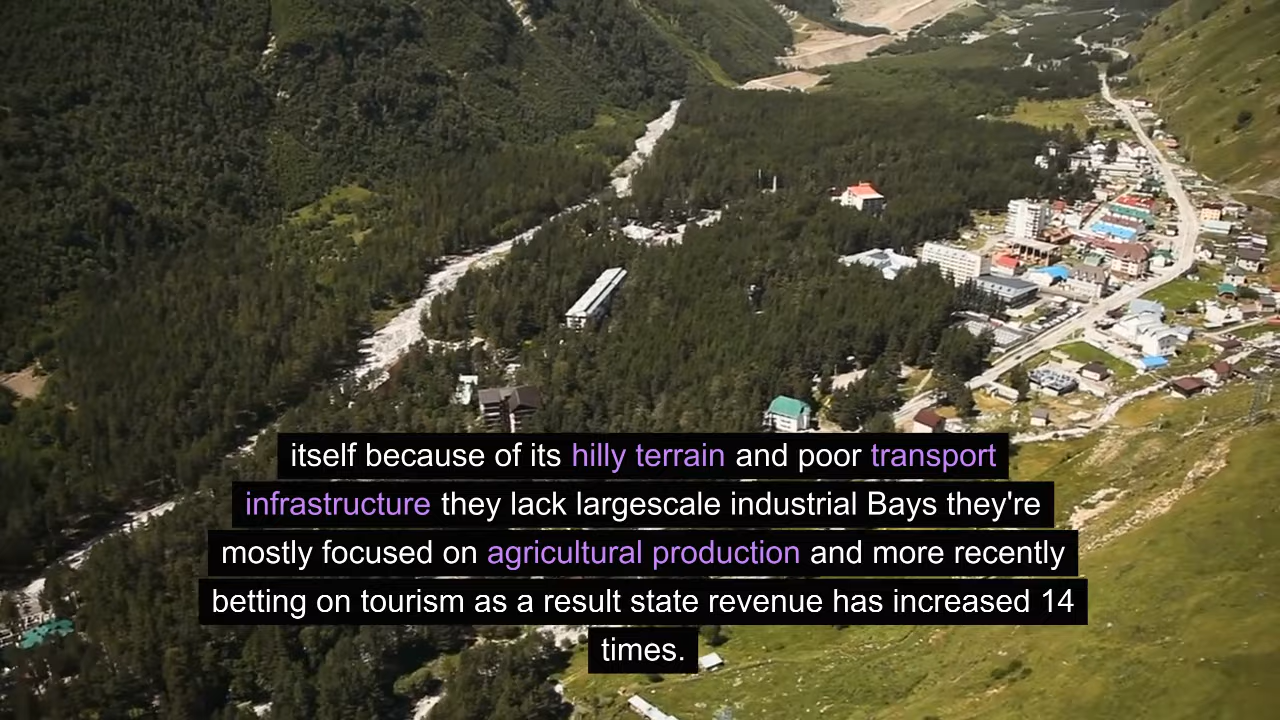 itself because of its hilly terrain and poor transport
infrastructure they lack largescale industrial Bays they're
mostly focused on agricultural production and more recently
betting on tourism as a result state revenue has increased 14
times.